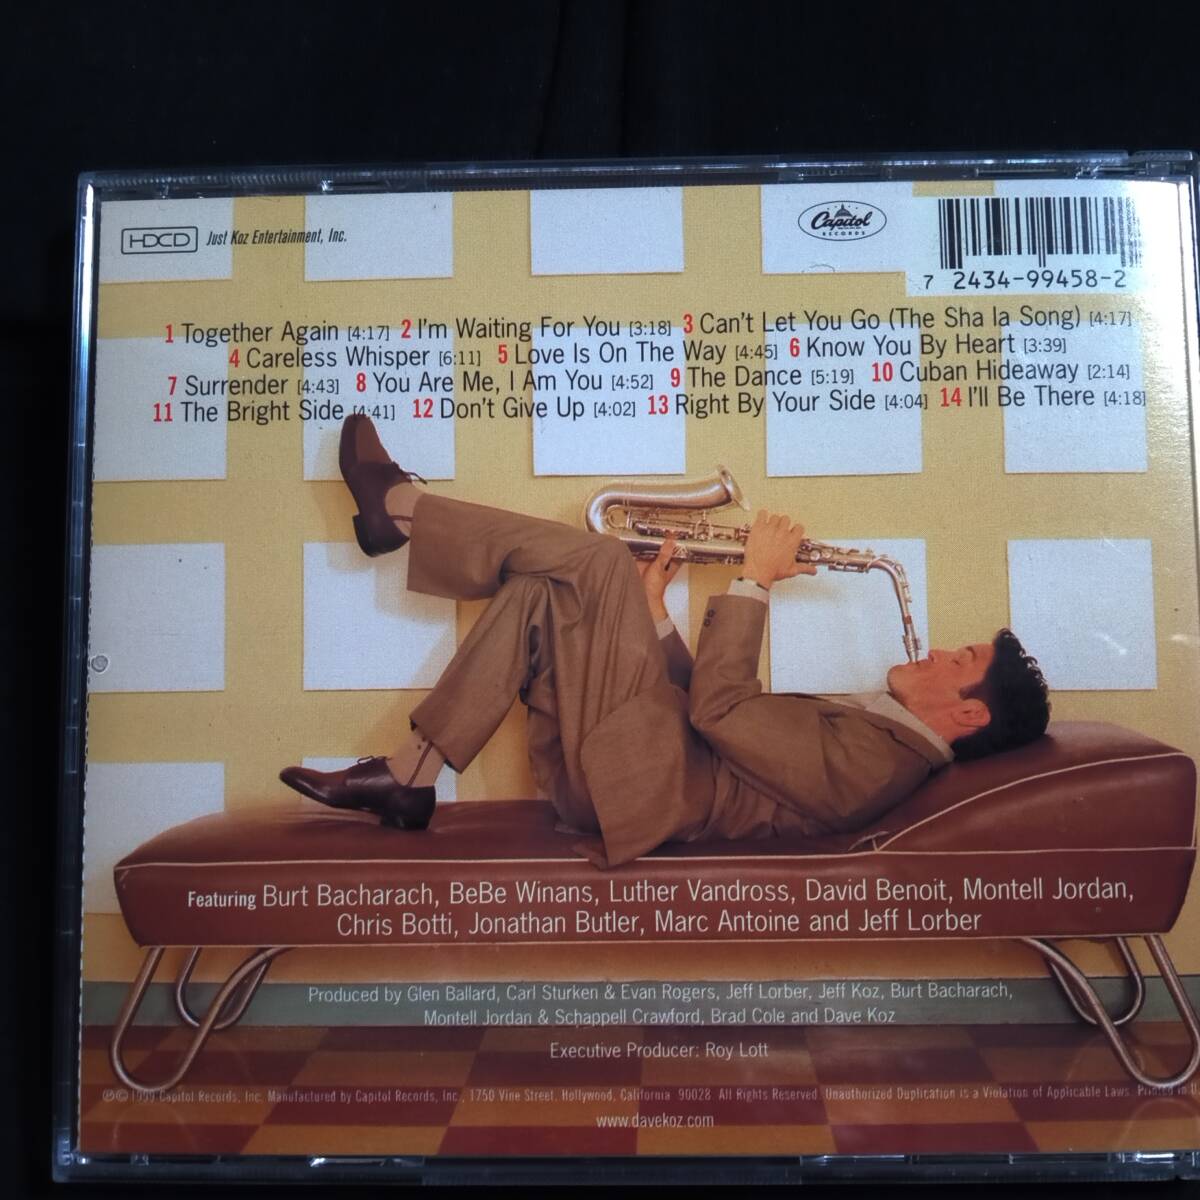 HDCD Just Koz Entertainment, Inc.
Capitol
RECORDS
7 2434-99458-2
1 Together Again [4:17] 2 I'm Waiting For You [3:18] 3 Can't Let You Go (The Sha la Song) [4:17]
4 Careless Whisper [6:11] 5 Love Is On The Way [4:45] 6 Know You By Heart [3:39]
7 Surrender [4:43] 8 You Are Me, I Am You [4:52] 9 The Dance [5:19] 10 Cuban Hideaway [2:14]
11 The Bright Side [4:41] 12 Don't Give Up [4:02] 13 Right By Your Side [4:04] 14 I'll Be There [4:18]
Featuring Burt Bacharach, BeBe Winans, Luther Vandross, David Benoit, Montell Jordan,
Chris Botti, Jonathan Butler, Marc Antoine and Jeff Lorber
Produced by Glen Ballard, Carl Sturken & Evan Rogers, Jeff Lorber, Jeff Koz, Burt Bacharach,
Montell Jordan & Schappell Crawford, Brad Cole and Dave Koz
Executive Producer: Roy Lott
℗© 1999 Capitol Records, Inc. Manufactured by Capitol Records, Inc., 1750 Vine Street, Hollywood, California 90028 All Rights Reserved Unauthorized Duplication is a Violation of Applicable Laws. Printed in
www.davekoz.com